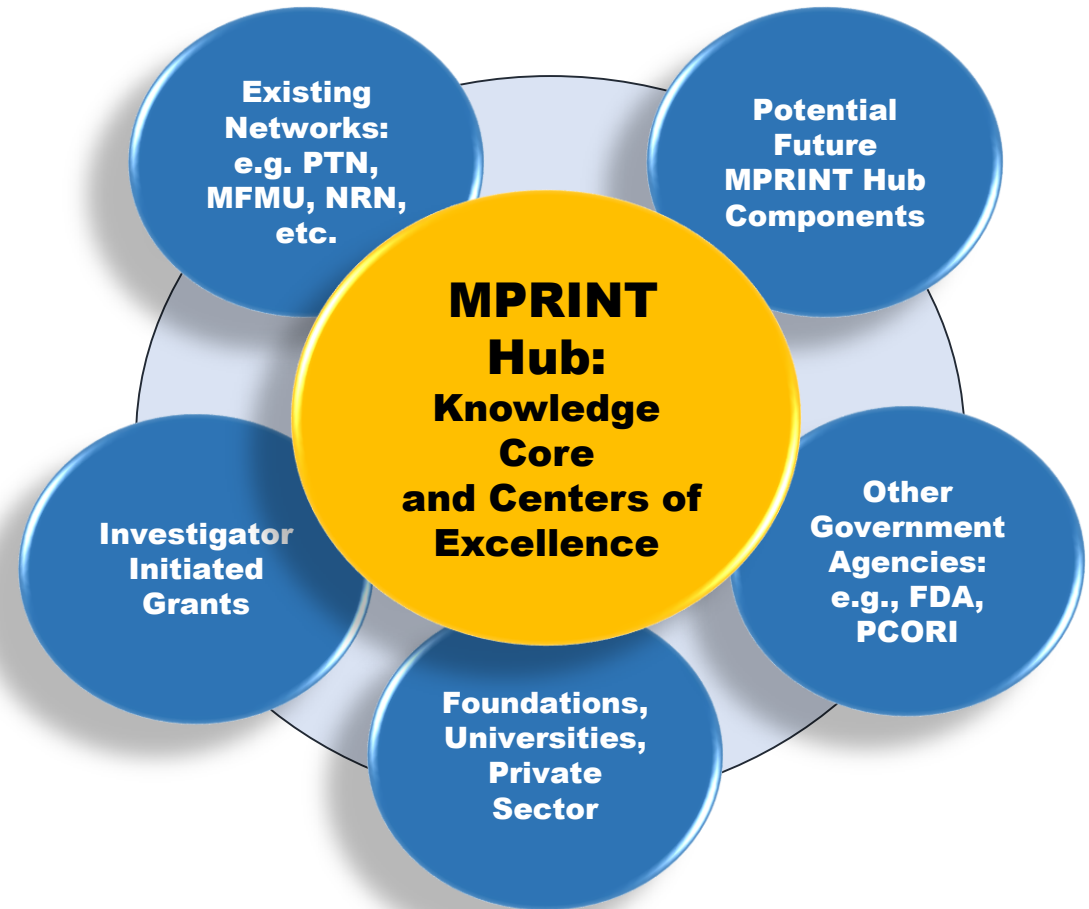 Existing
Networks:
e.g. PTN,
MFMU, NRN,
etc.
Potential
Future
MPRINT Hub
Components
MPRINT
Hub:
Knowledge
Core
and Centers of
Excellence
Investigator
Initiated
Grants
Other
Government
Agencies:
e.g., FDA,
PCORI
Foundations,
Universities,
Private
Sector